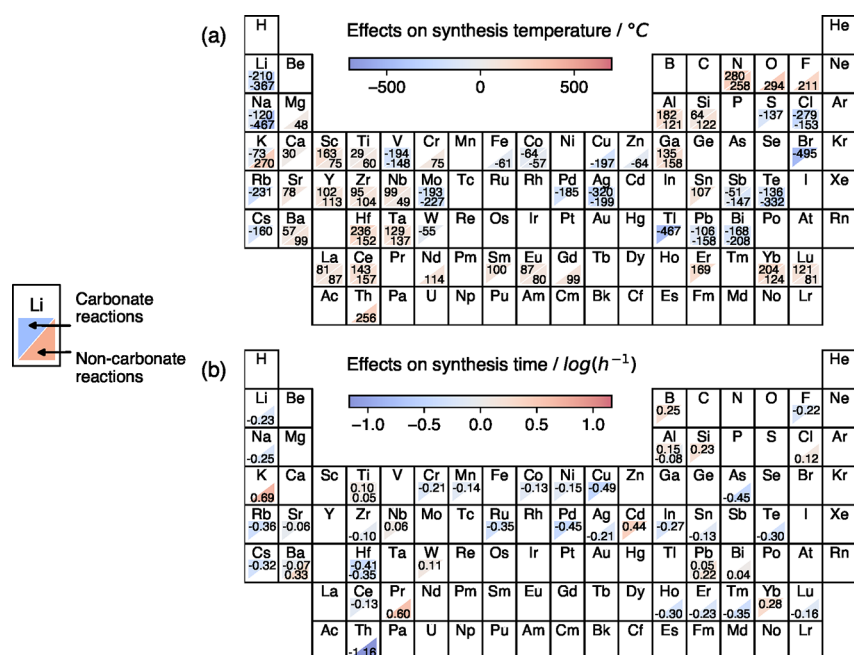 H
He
(a)
Effects on synthesis temperature / °C
Li Be B C N O F Ne
-210 280
-367 258 294 211
−500 0 500
Na Mg Al Si P S Cl Ar
-120 182 64 -137 -279
-467 48 121 122 -153
K Ca Sc Ti V Cr Mn Fe Co Ni Cu Zn Ga Ge As Se Br Kr
-73 30 163 29 -194 -64 135
270 75 60 -148 75 -61 -57 -197 -64 158 -495
Rb Sr Y Zr Nb Mo Tc Ru Rh Pd Ag Cd In Sn Sb Te I Xe
-231 78 102 95 99 -193 -185 -320 107 -51 -136
113 104 49 -227 -199 -147 -332
Cs Ba Hf Ta W Re Os Ir Pt Au Hg Tl Pb Bi Po At Rn
-160 57 236 129 -55 -467 -106 -168
99 152 137 -158 -208
La Ce Pr Nd Pm Sm Eu Gd Tb Dy Ho Er Tm Yb Lu
81 143 100 87 204 121
87 157 114 80 99 169 124 81
Ac Th Pa U Np Pu Am Cm Bk Cf Es Fm Md No Lr
256
Li
Carbonate
reactions
Non-carbonate
reactions
H
He
(b)
Effects on synthesis time / log(h⁻¹)
Li Be B C N O F Ne
-0.23 0.25 -0.22
−1.0 −0.5 0.0 0.5 1.0
Na Mg Al Si P S Cl Ar
-0.25 0.15 0.23
-0.08 0.12
K Ca Sc Ti V Cr Mn Fe Co Ni Cu Zn Ga Ge As Se Br Kr
0.10
0.69 0.05 -0.21 -0.14 -0.13 -0.15 -0.49 -0.45
Rb Sr Y Zr Nb Mo Tc Ru Rh Pd Ag Cd In Sn Sb Te I Xe
-0.36 -0.06 0.06 -0.35 -0.45 0.44 -0.27
-0.10 -0.21 -0.13 -0.30
Cs Ba Hf Ta W Re Os Ir Pt Au Hg Tl Pb Bi Po At Rn
-0.32 -0.07 -0.41 0.11 0.05
0.33 -0.35 0.22 0.04
La Ce Pr Nd Pm Sm Eu Gd Tb Dy Ho Er Tm Yb Lu
-0.13 0.60 -0.30 -0.23 -0.35 0.28 -0.16
Ac Th Pa U Np Pu Am Cm Bk Cf Es Fm Md No Lr
-1.16